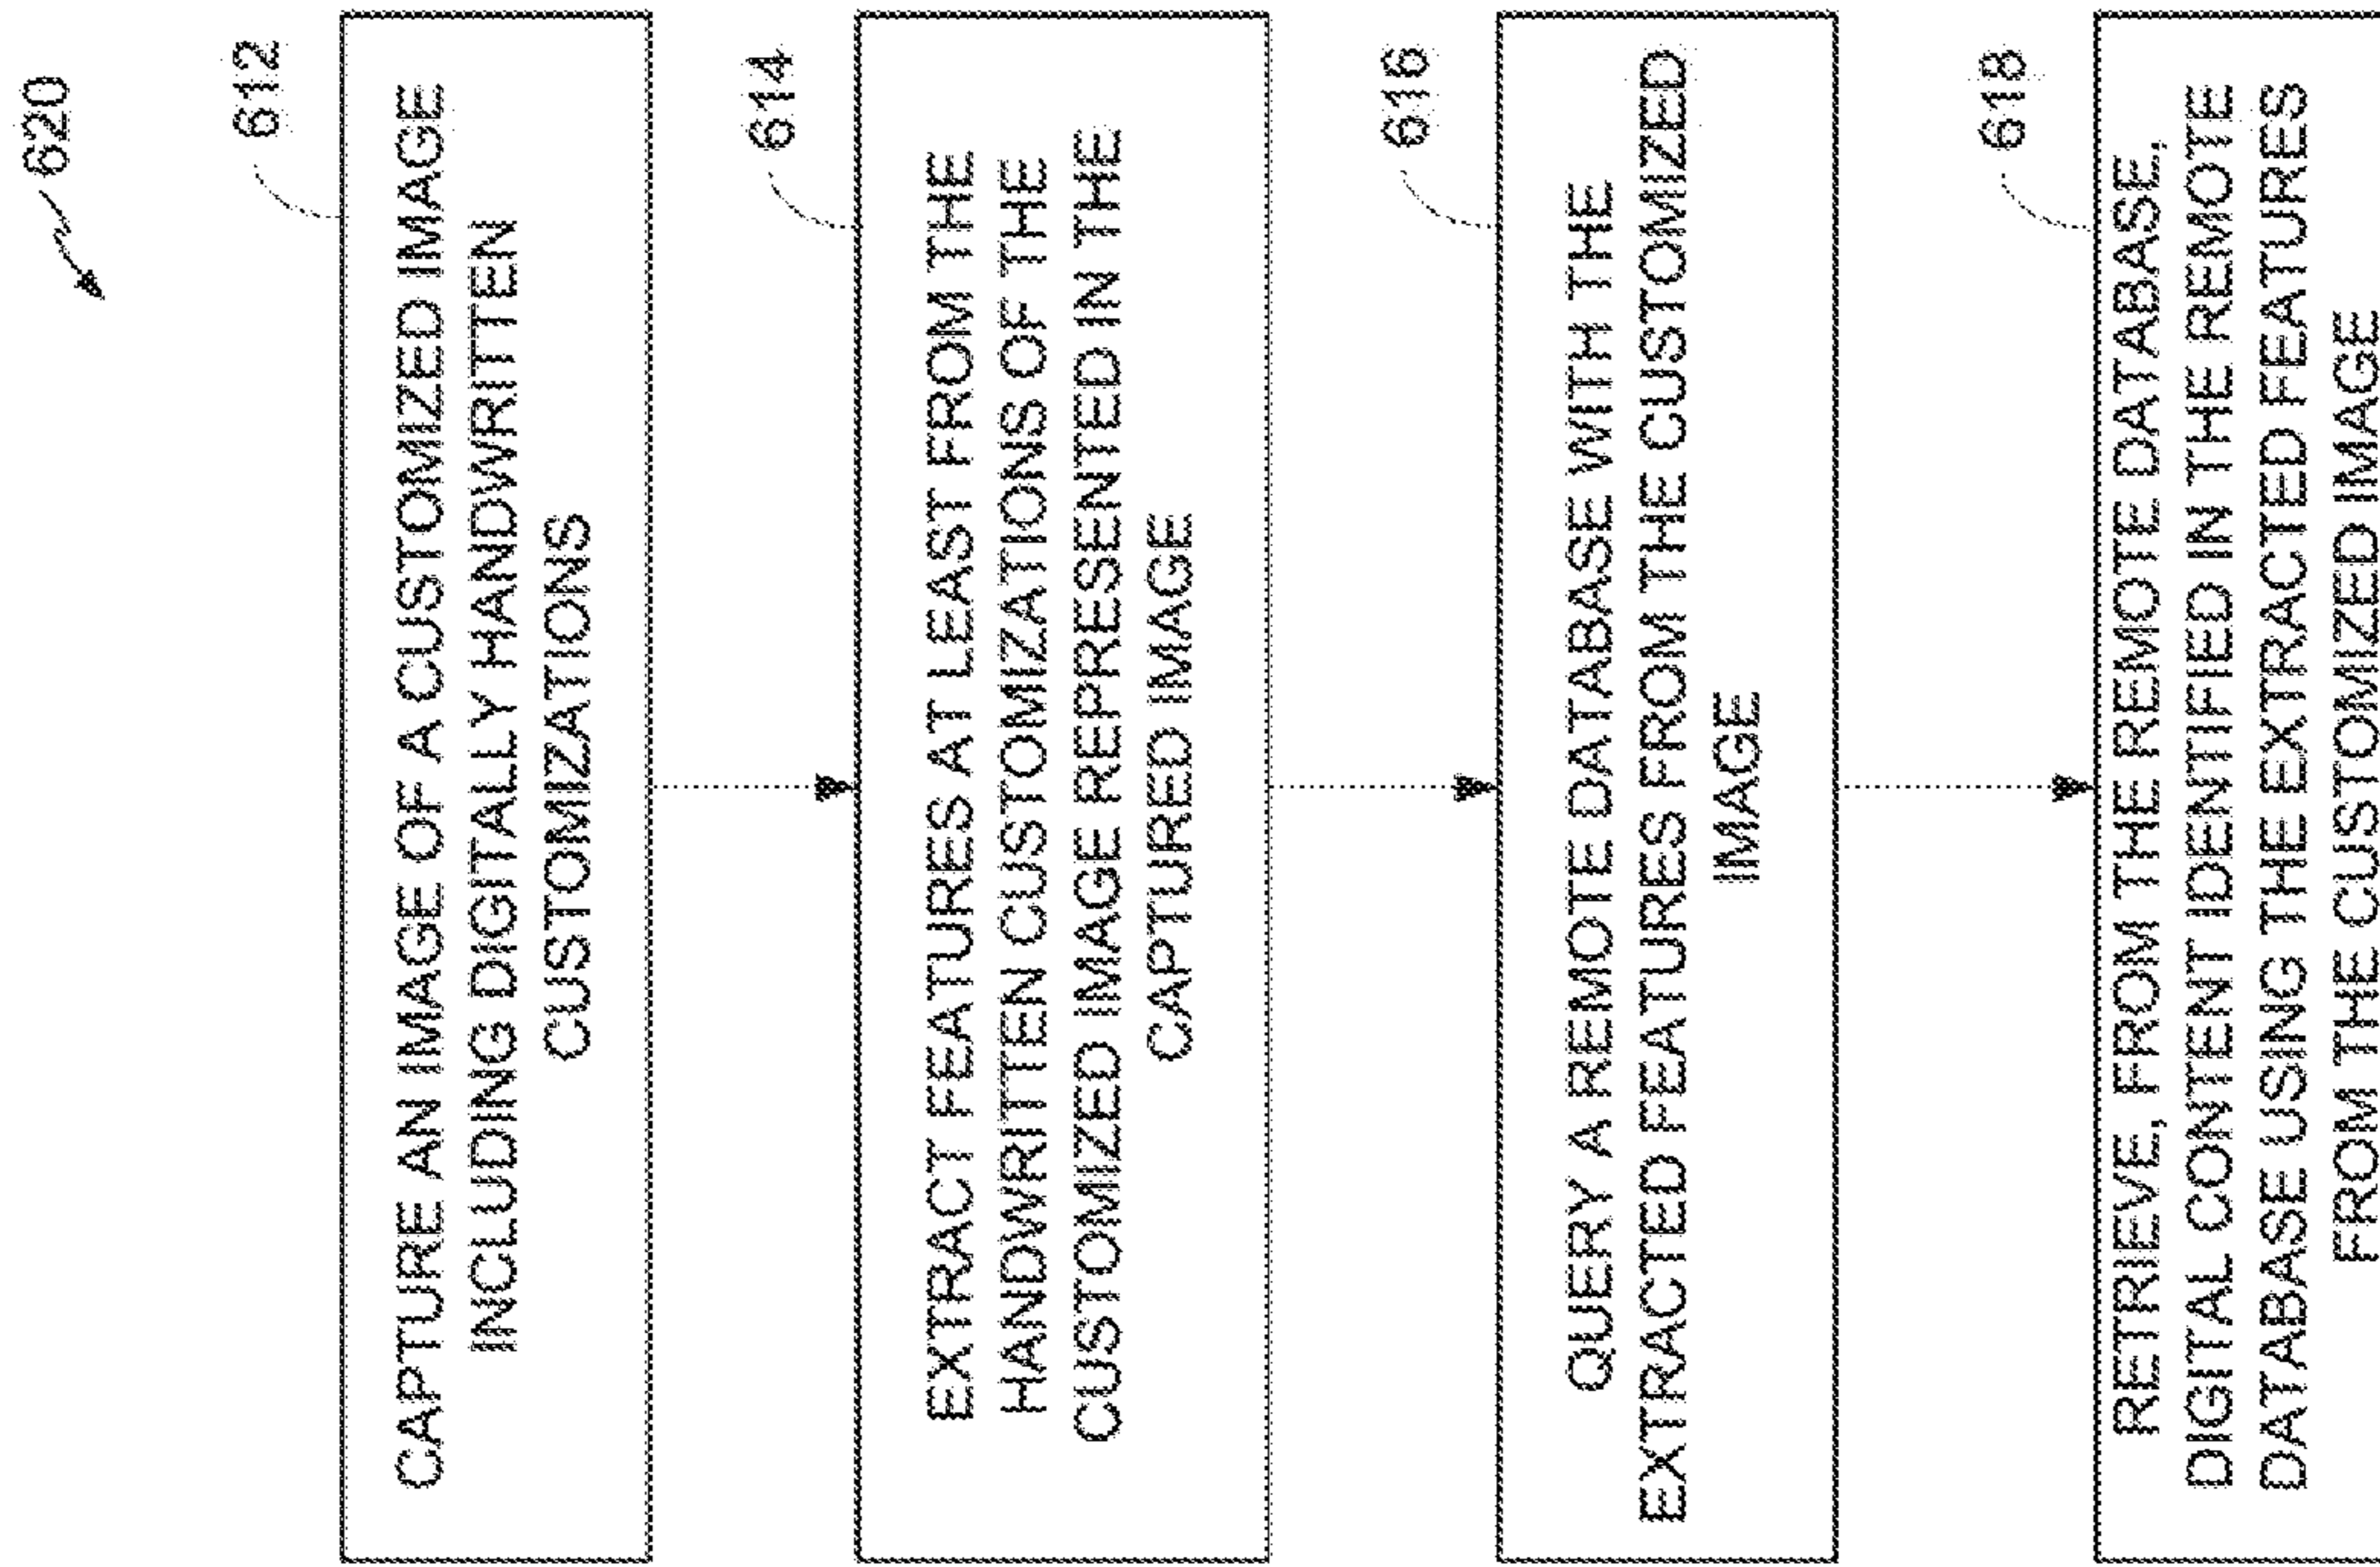 620
612
CAPTURE AN IMAGE OF A CUSTOMIZED IMAGE
INCLUDING DIGITALLY HANDWRITTEN
CUSTOMIZATIONS
614
EXTRACT FEATURES AT LEAST FROM THE
HANDWRITTEN CUSTOMIZATIONS OF THE
CUSTOMIZED IMAGE REPRESENTED IN THE
CAPTURED IMAGE
616
QUERY A REMOTE DATABASE WITH THE
EXTRACTED FEATURES FROM THE CUSTOMIZED
IMAGE
618
RETRIEVE, FROM THE REMOTE DATABASE,
DIGITAL CONTENT IDENTIFIED IN THE REMOTE
DATABASE USING THE EXTRACTED FEATURES
FROM THE CUSTOMIZED IMAGE